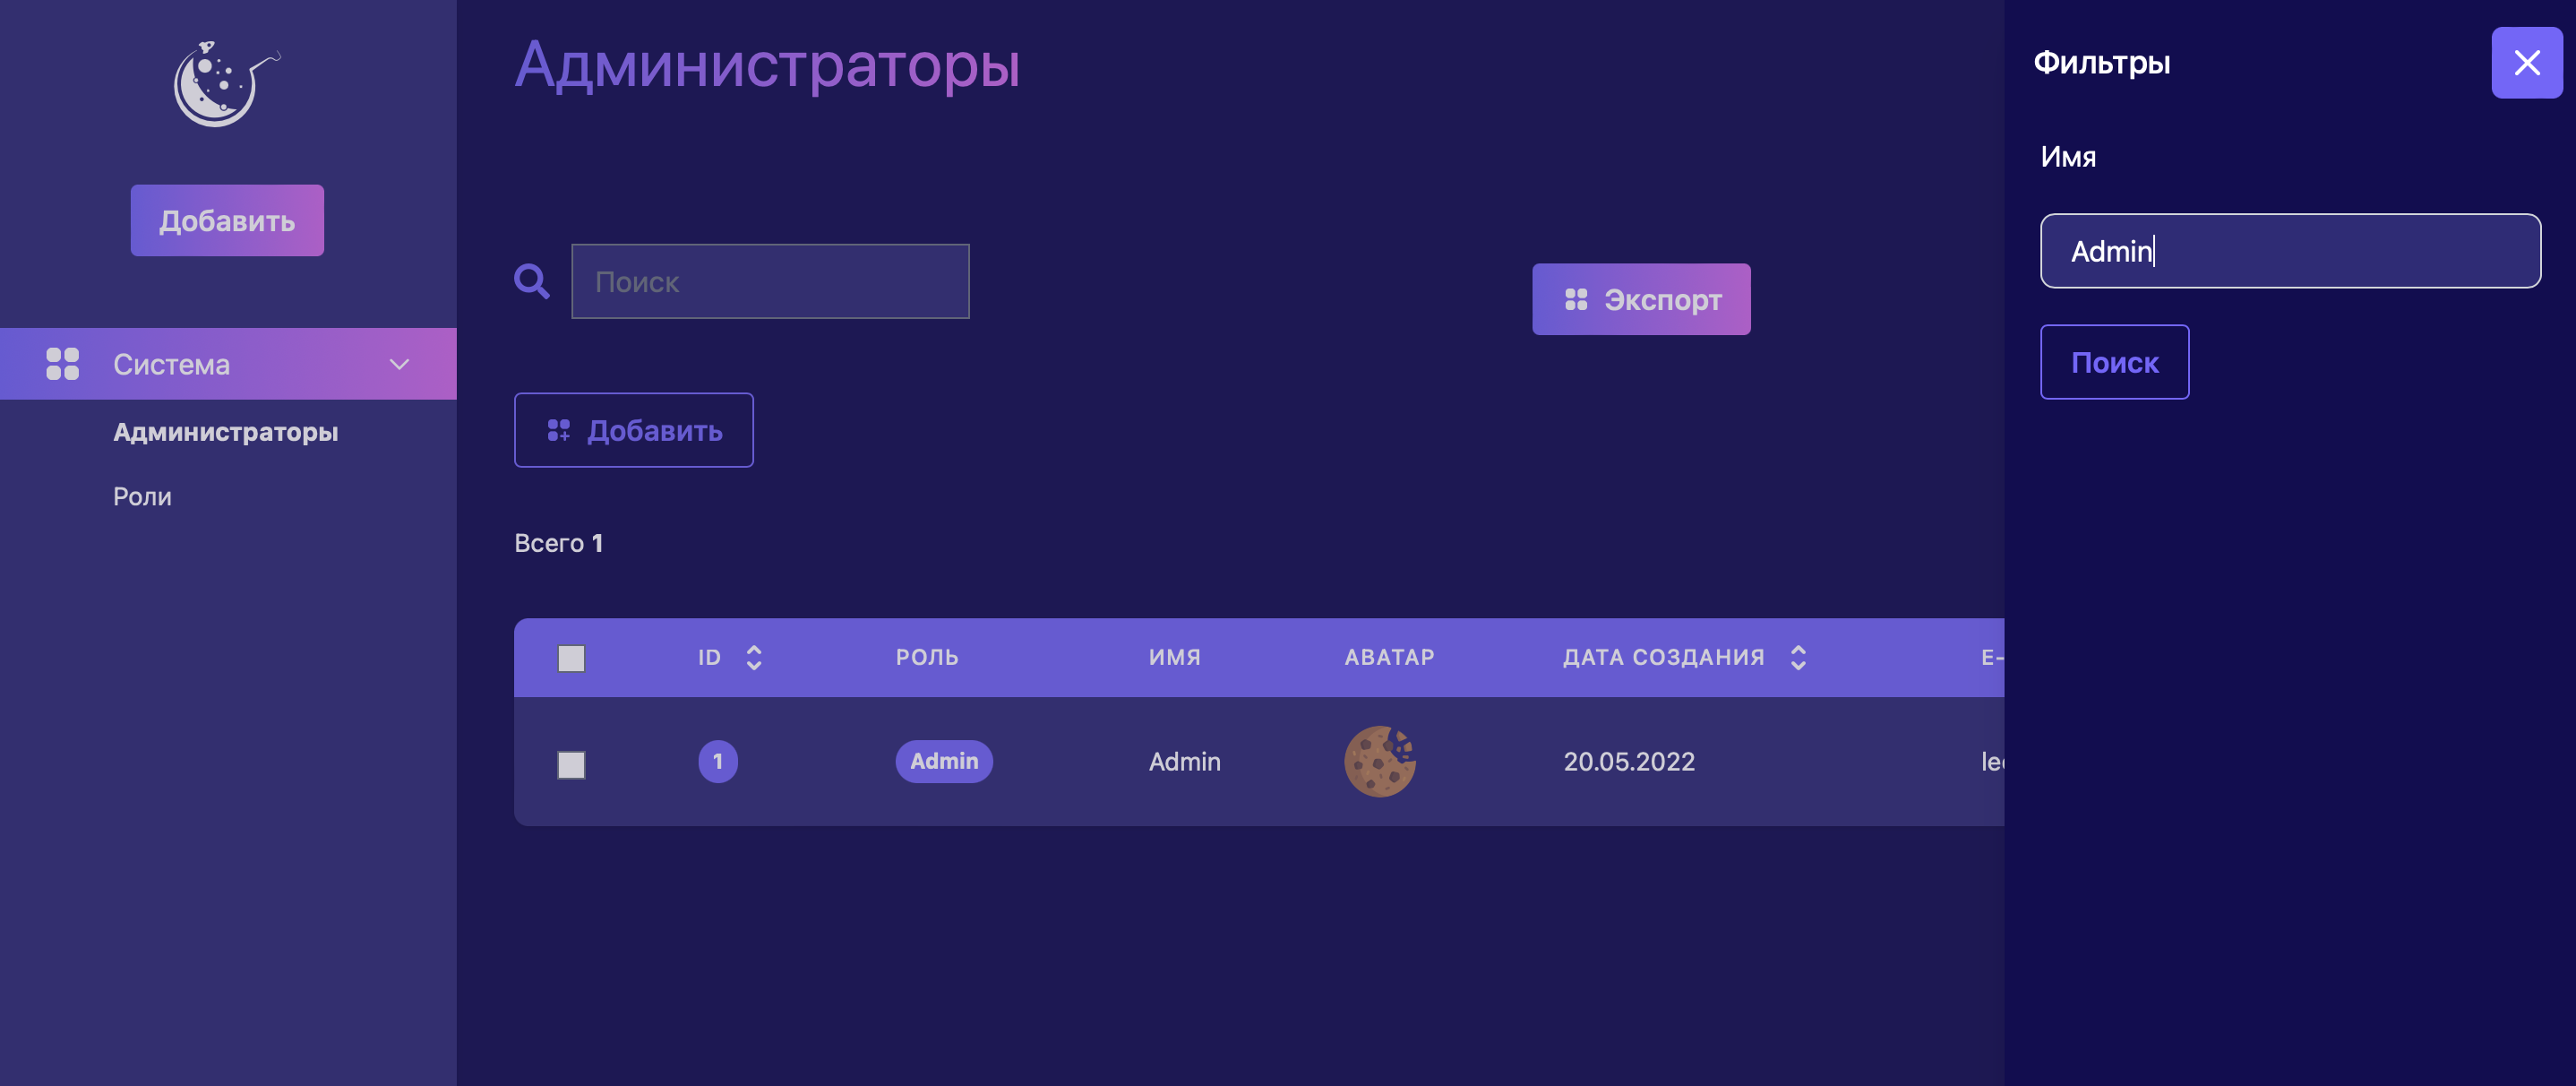 Добавить
Система
Администраторы
Роли
Администраторы
Поиск
Экспорт
Добавить
Всего 1
ID РОЛЬ ИМЯ АВАТАР ДАТА СОЗДАНИЯ E-
1 Admin Admin 20.05.2022
Фильтры
Имя
Admin
Поиск